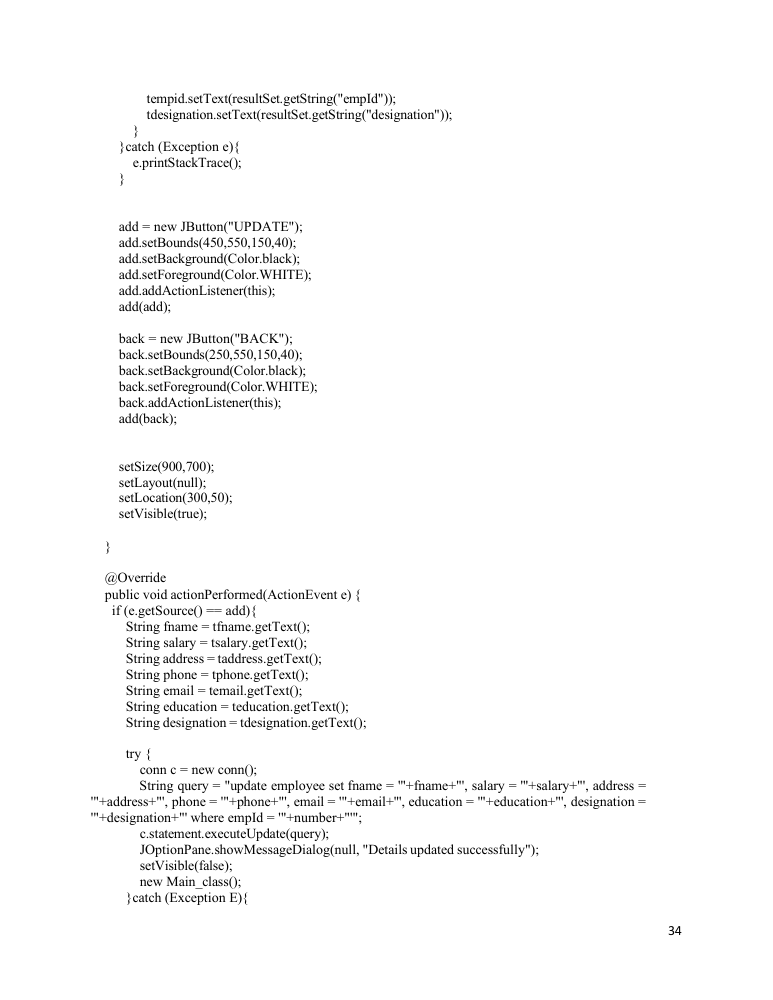 tempid.setText(resultSet.getString("empId"));
tdesignation.setText(resultSet.getString("designation"));
}
}catch (Exception e){
e.printStackTrace();
}
add = new JButton("UPDATE");
add.setBounds(450,550,150,40);
add.setBackground(Color.black);
add.setForeground(Color.WHITE);
add.addActionListener(this);
add(add);
back = new JButton("BACK");
back.setBounds(250,550,150,40);
back.setBackground(Color.black);
back.setForeground(Color.WHITE);
back.addActionListener(this);
add(back);
setSize(900,700);
setLayout(null);
setLocation(300,50);
setVisible(true);
}
@Override
public void actionPerformed(ActionEvent e) {
if (e.getSource() == add){
String fname = tfname.getText();
String salary = tsalary.getText();
String address = taddress.getText();
String phone = tphone.getText();
String email = temail.getText();
String education = teducation.getText();
String designation = tdesignation.getText();
try {
conn c = new conn();
String query = "update employee set fname = '"+fname+"', salary = '"+salary+"', address =
'"+address+"', phone = '"+phone+"', email = '"+email+"', education = '"+education+"', designation =
'"+designation+"' where empId = '"+number+"'";
c.statement.executeUpdate(query);
JOptionPane.showMessageDialog(null, "Details updated successfully");
setVisible(false);
new Main_class();
}catch (Exception E){
34